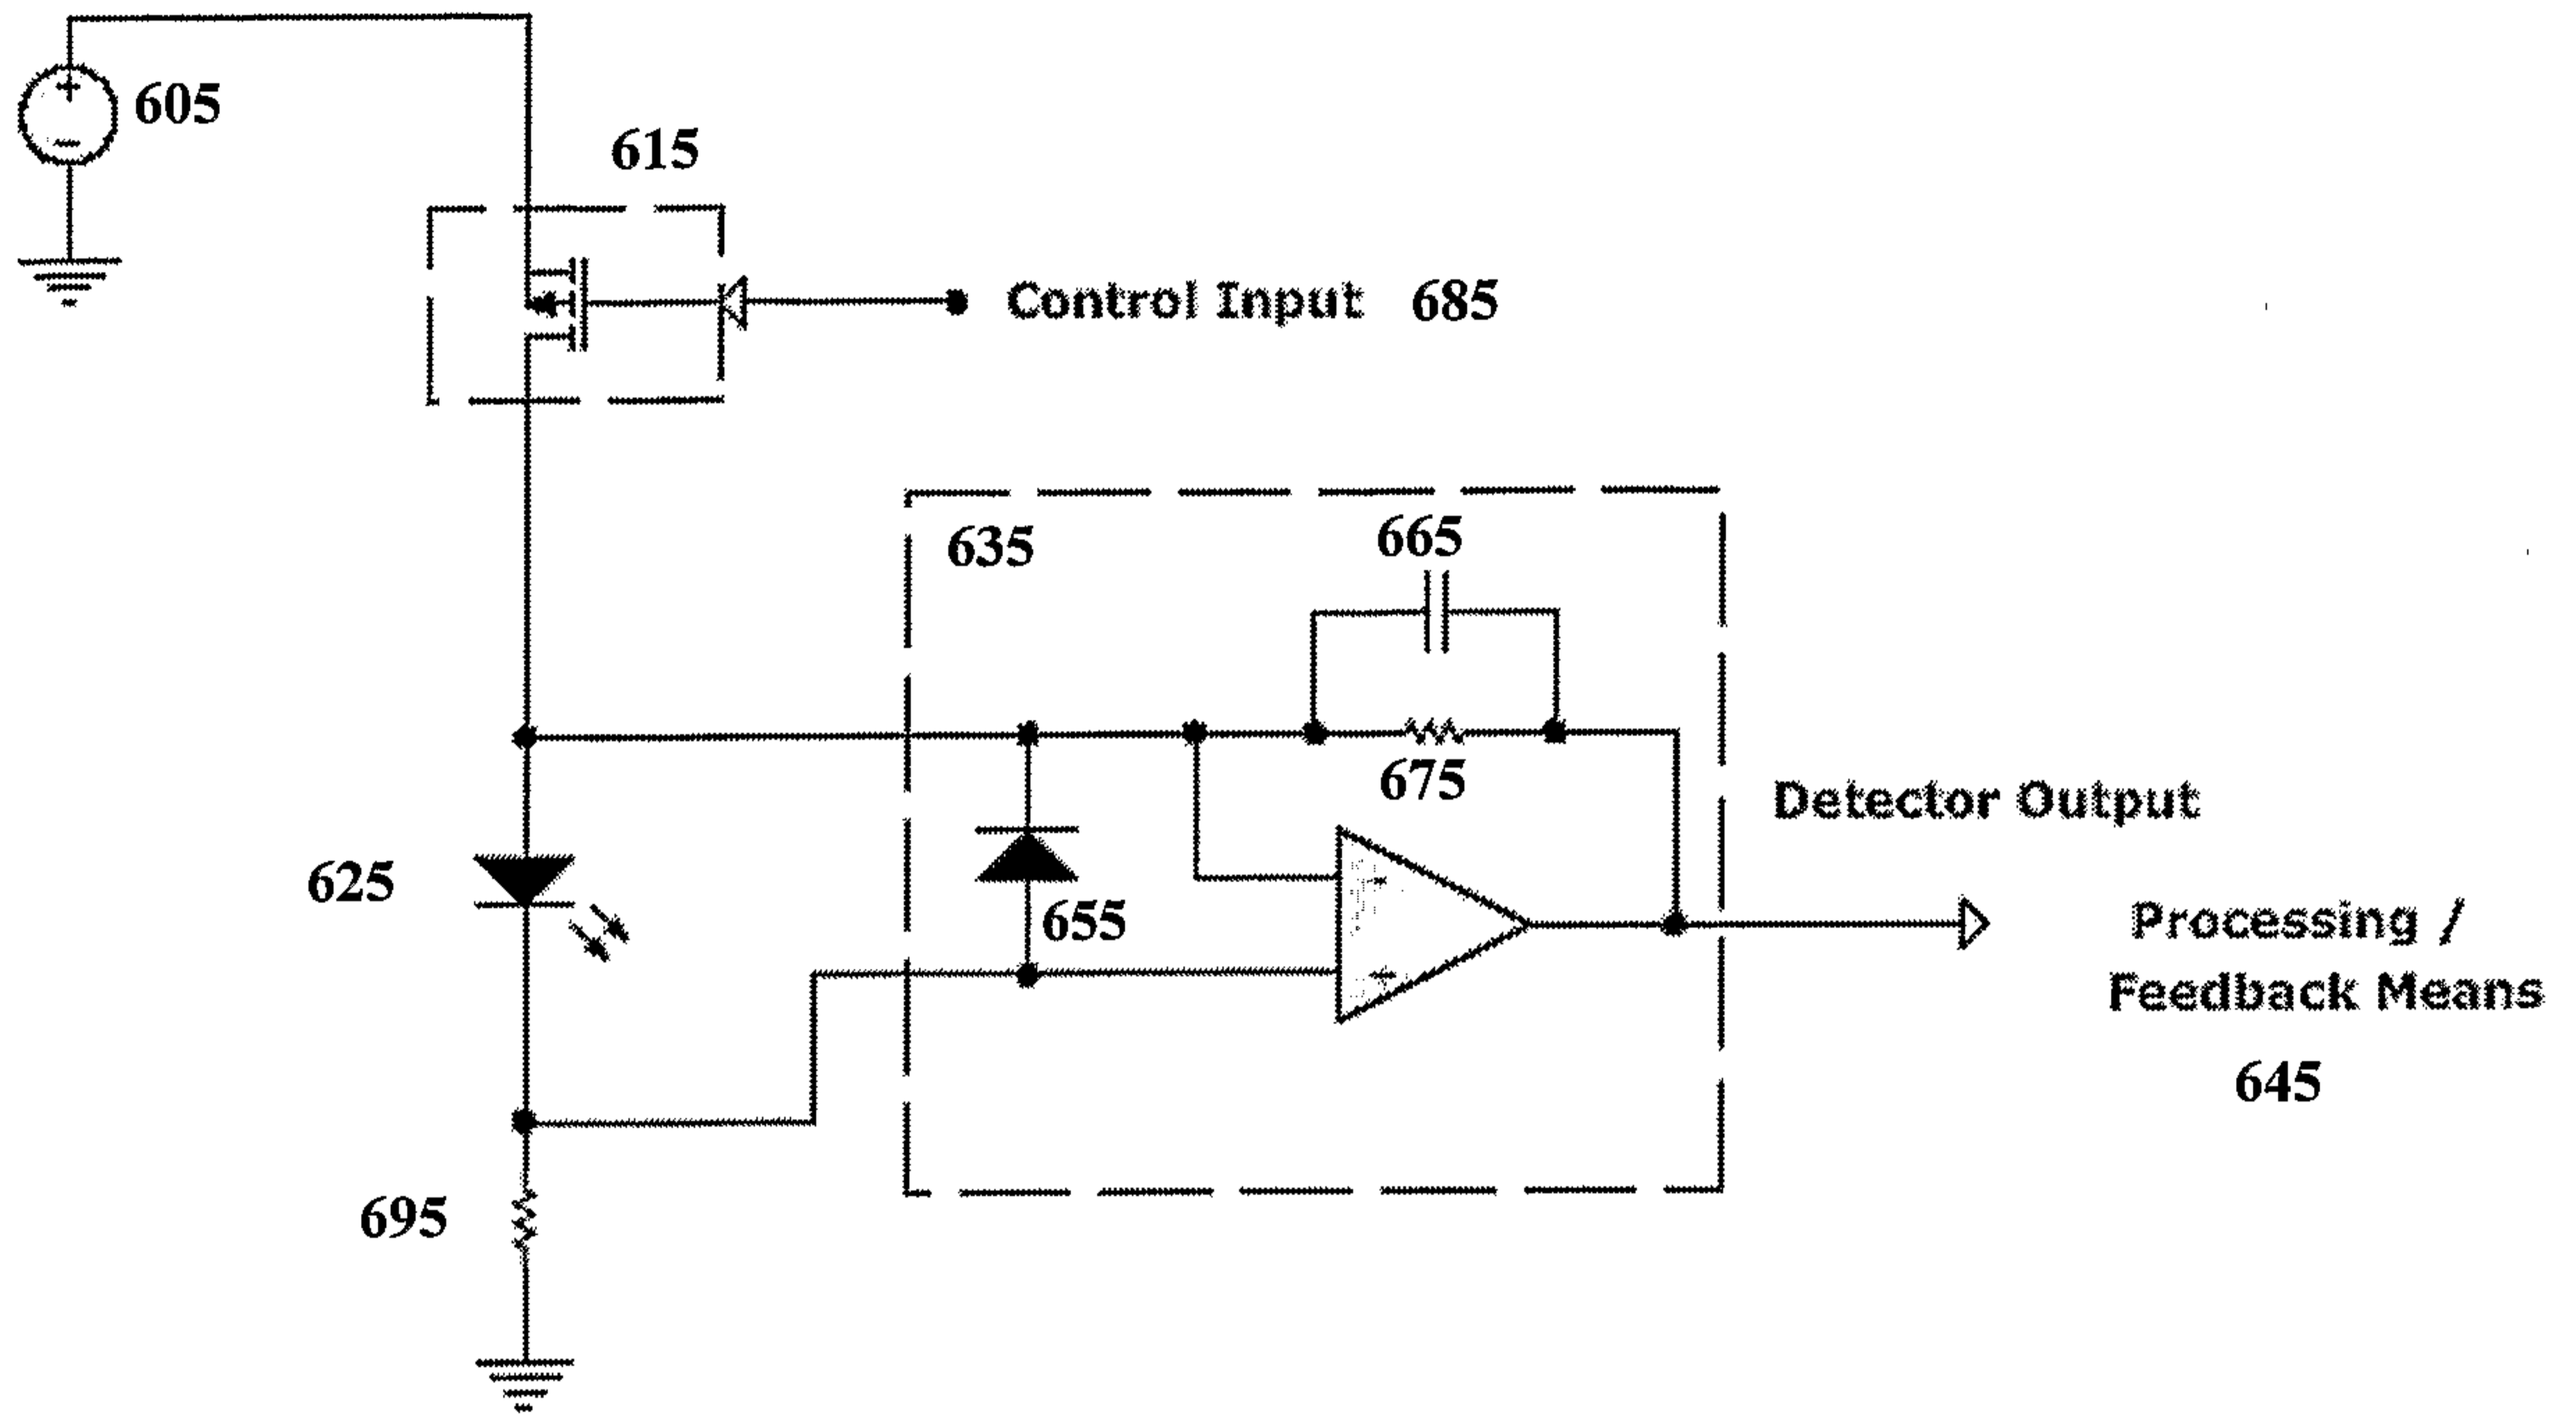 605
615
Control Input 685
635
665
675
Detector Output
625
655
Processing /
Feedback Means
645
695